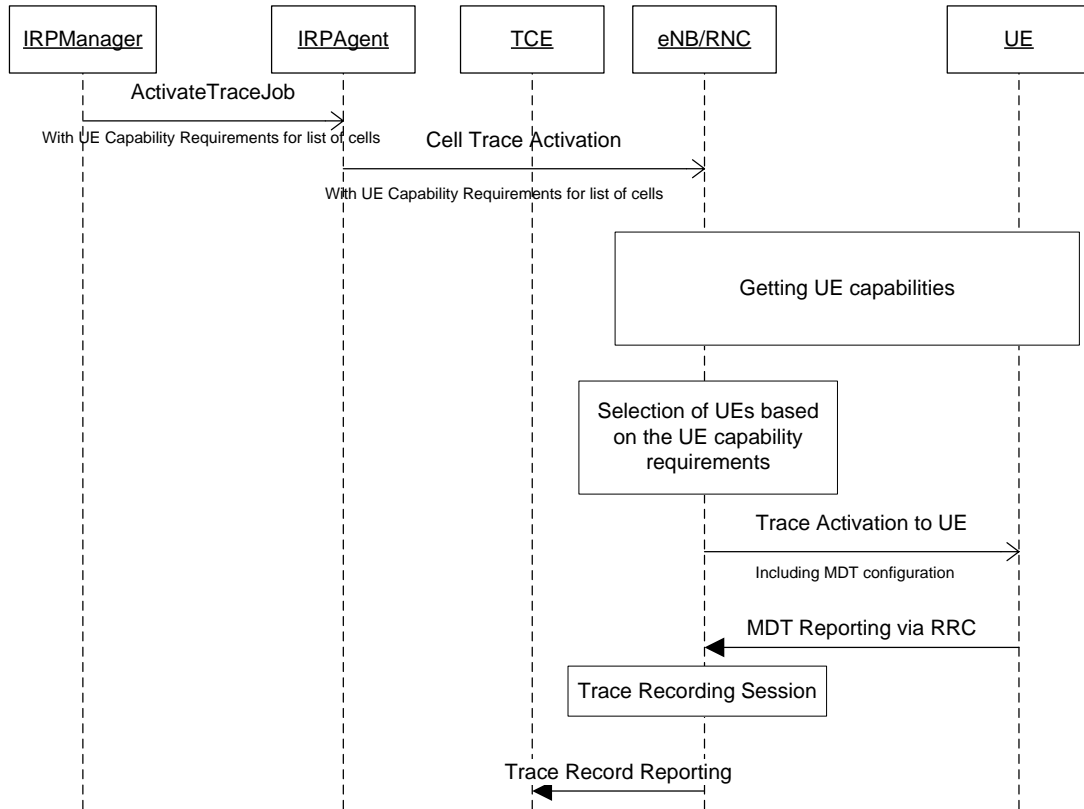 IRPManager
IRPAgent
TCE
eNB/RNC
UE
ActivateTraceJob
With UE Capability Requirements for list of cells
Cell Trace Activation
With UE Capability Requirements for list of cells
Getting UE capabilities
Selection of UEs based
on the UE capability
requirements
Trace Activation to UE
Including MDT configuration
MDT Reporting via RRC
Trace Recording Session
Trace Record Reporting